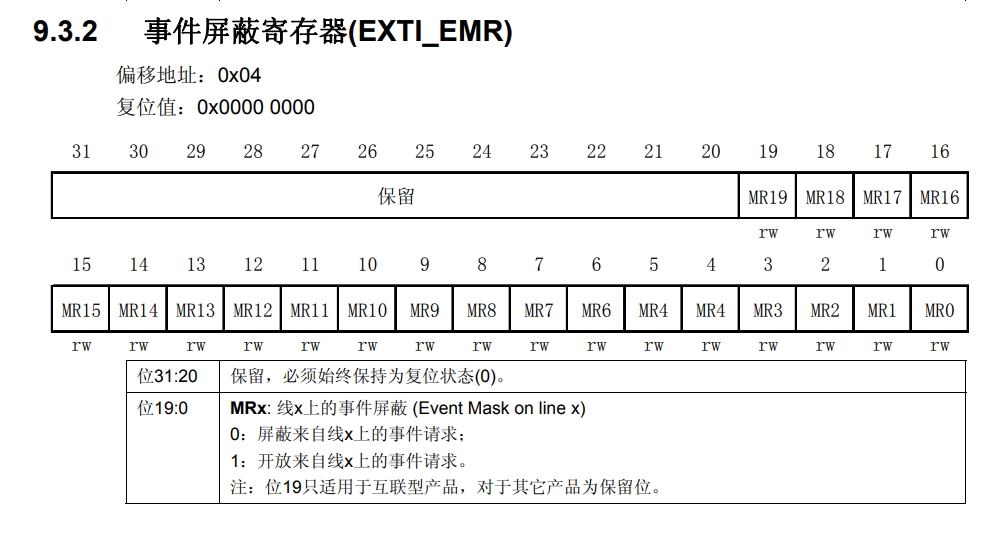 9.3.2 事件屏蔽寄存器(EXTI_EMR)
偏移地址：0x04
复位值：0x0000 0000
31 30 29 28 27 26 25 24 23 22 21 20 19 18 17 16
保留 MR19 MR18 MR17 MR16
rw rw rw rw
15 14 13 12 11 10 9 8 7 6 5 4 3 2 1 0
MR15 MR14 MR13 MR12 MR11 MR10 MR9 MR8 MR7 MR6 MR4 MR4 MR3 MR2 MR1 MR0
rw rw rw rw rw rw rw rw rw rw rw rw rw rw rw rw
位31:20 保留，必须始终保持为复位状态(0)。
位19:0 MRx: 线x上的事件屏蔽 (Event Mask on line x)
0：屏蔽来自线x上的事件请求；
1：开放来自线x上的事件请求。
注：位19只适用于互联型产品，对于其它产品为保留位。